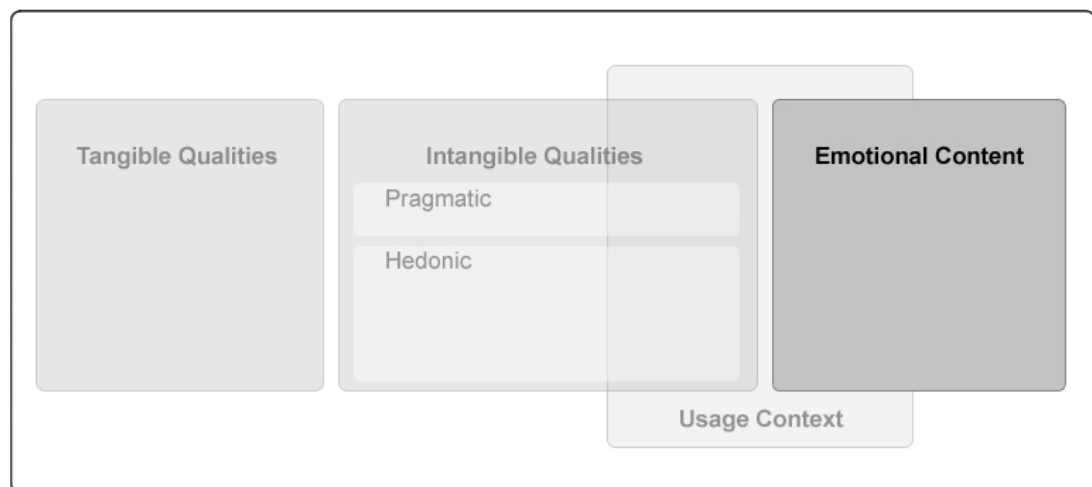 Tangible Qualities
Intangible Qualities
Emotional Content
Pragmatic
Hedonic
Usage Context